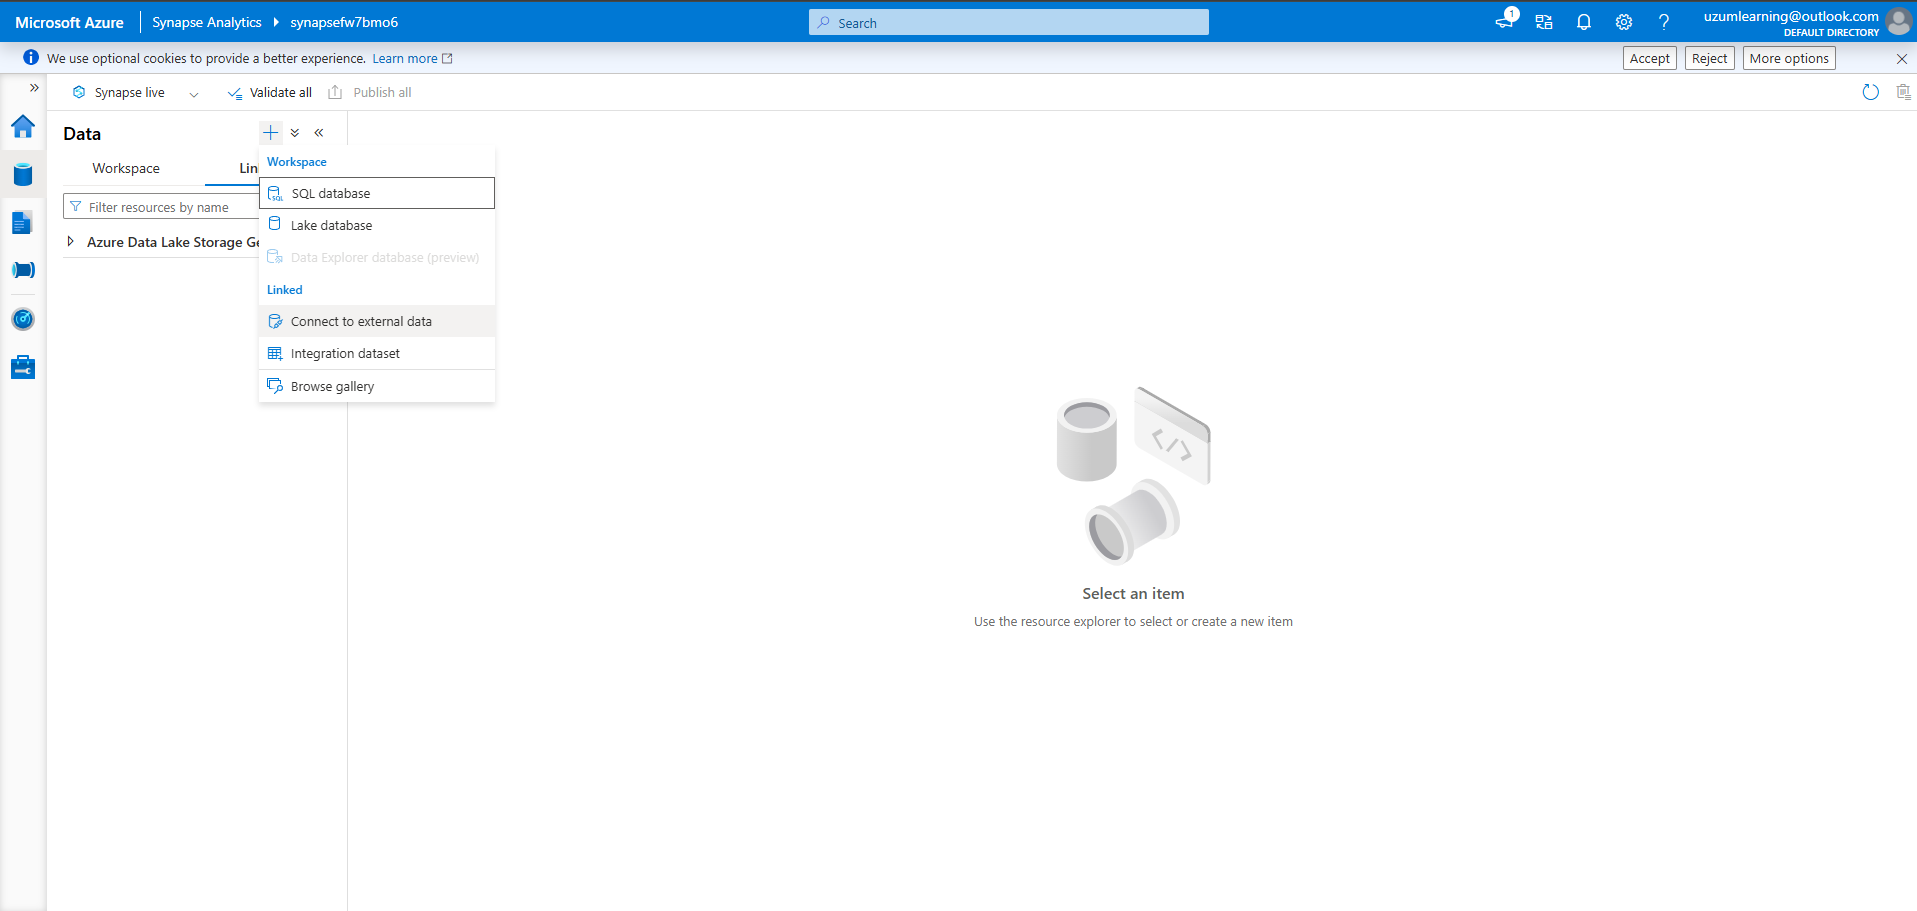 Microsoft Azure
Synapse Analytics
synapsefw7bmo6
Search
1
uzumlearning@outlook.com
DEFAULT DIRECTORY
We use optional cookies to provide a better experience. Learn more
Accept
Reject
More options
Synapse live
Validate all
Publish all
Data
Workspace
Lin
Filter resources by name
Azure Data Lake Storage Ge
Workspace
SQL database
Lake database
Data Explorer database (preview)
Linked
Connect to external data
Integration dataset
Browse gallery
Select an item
Use the resource explorer to select or create a new item